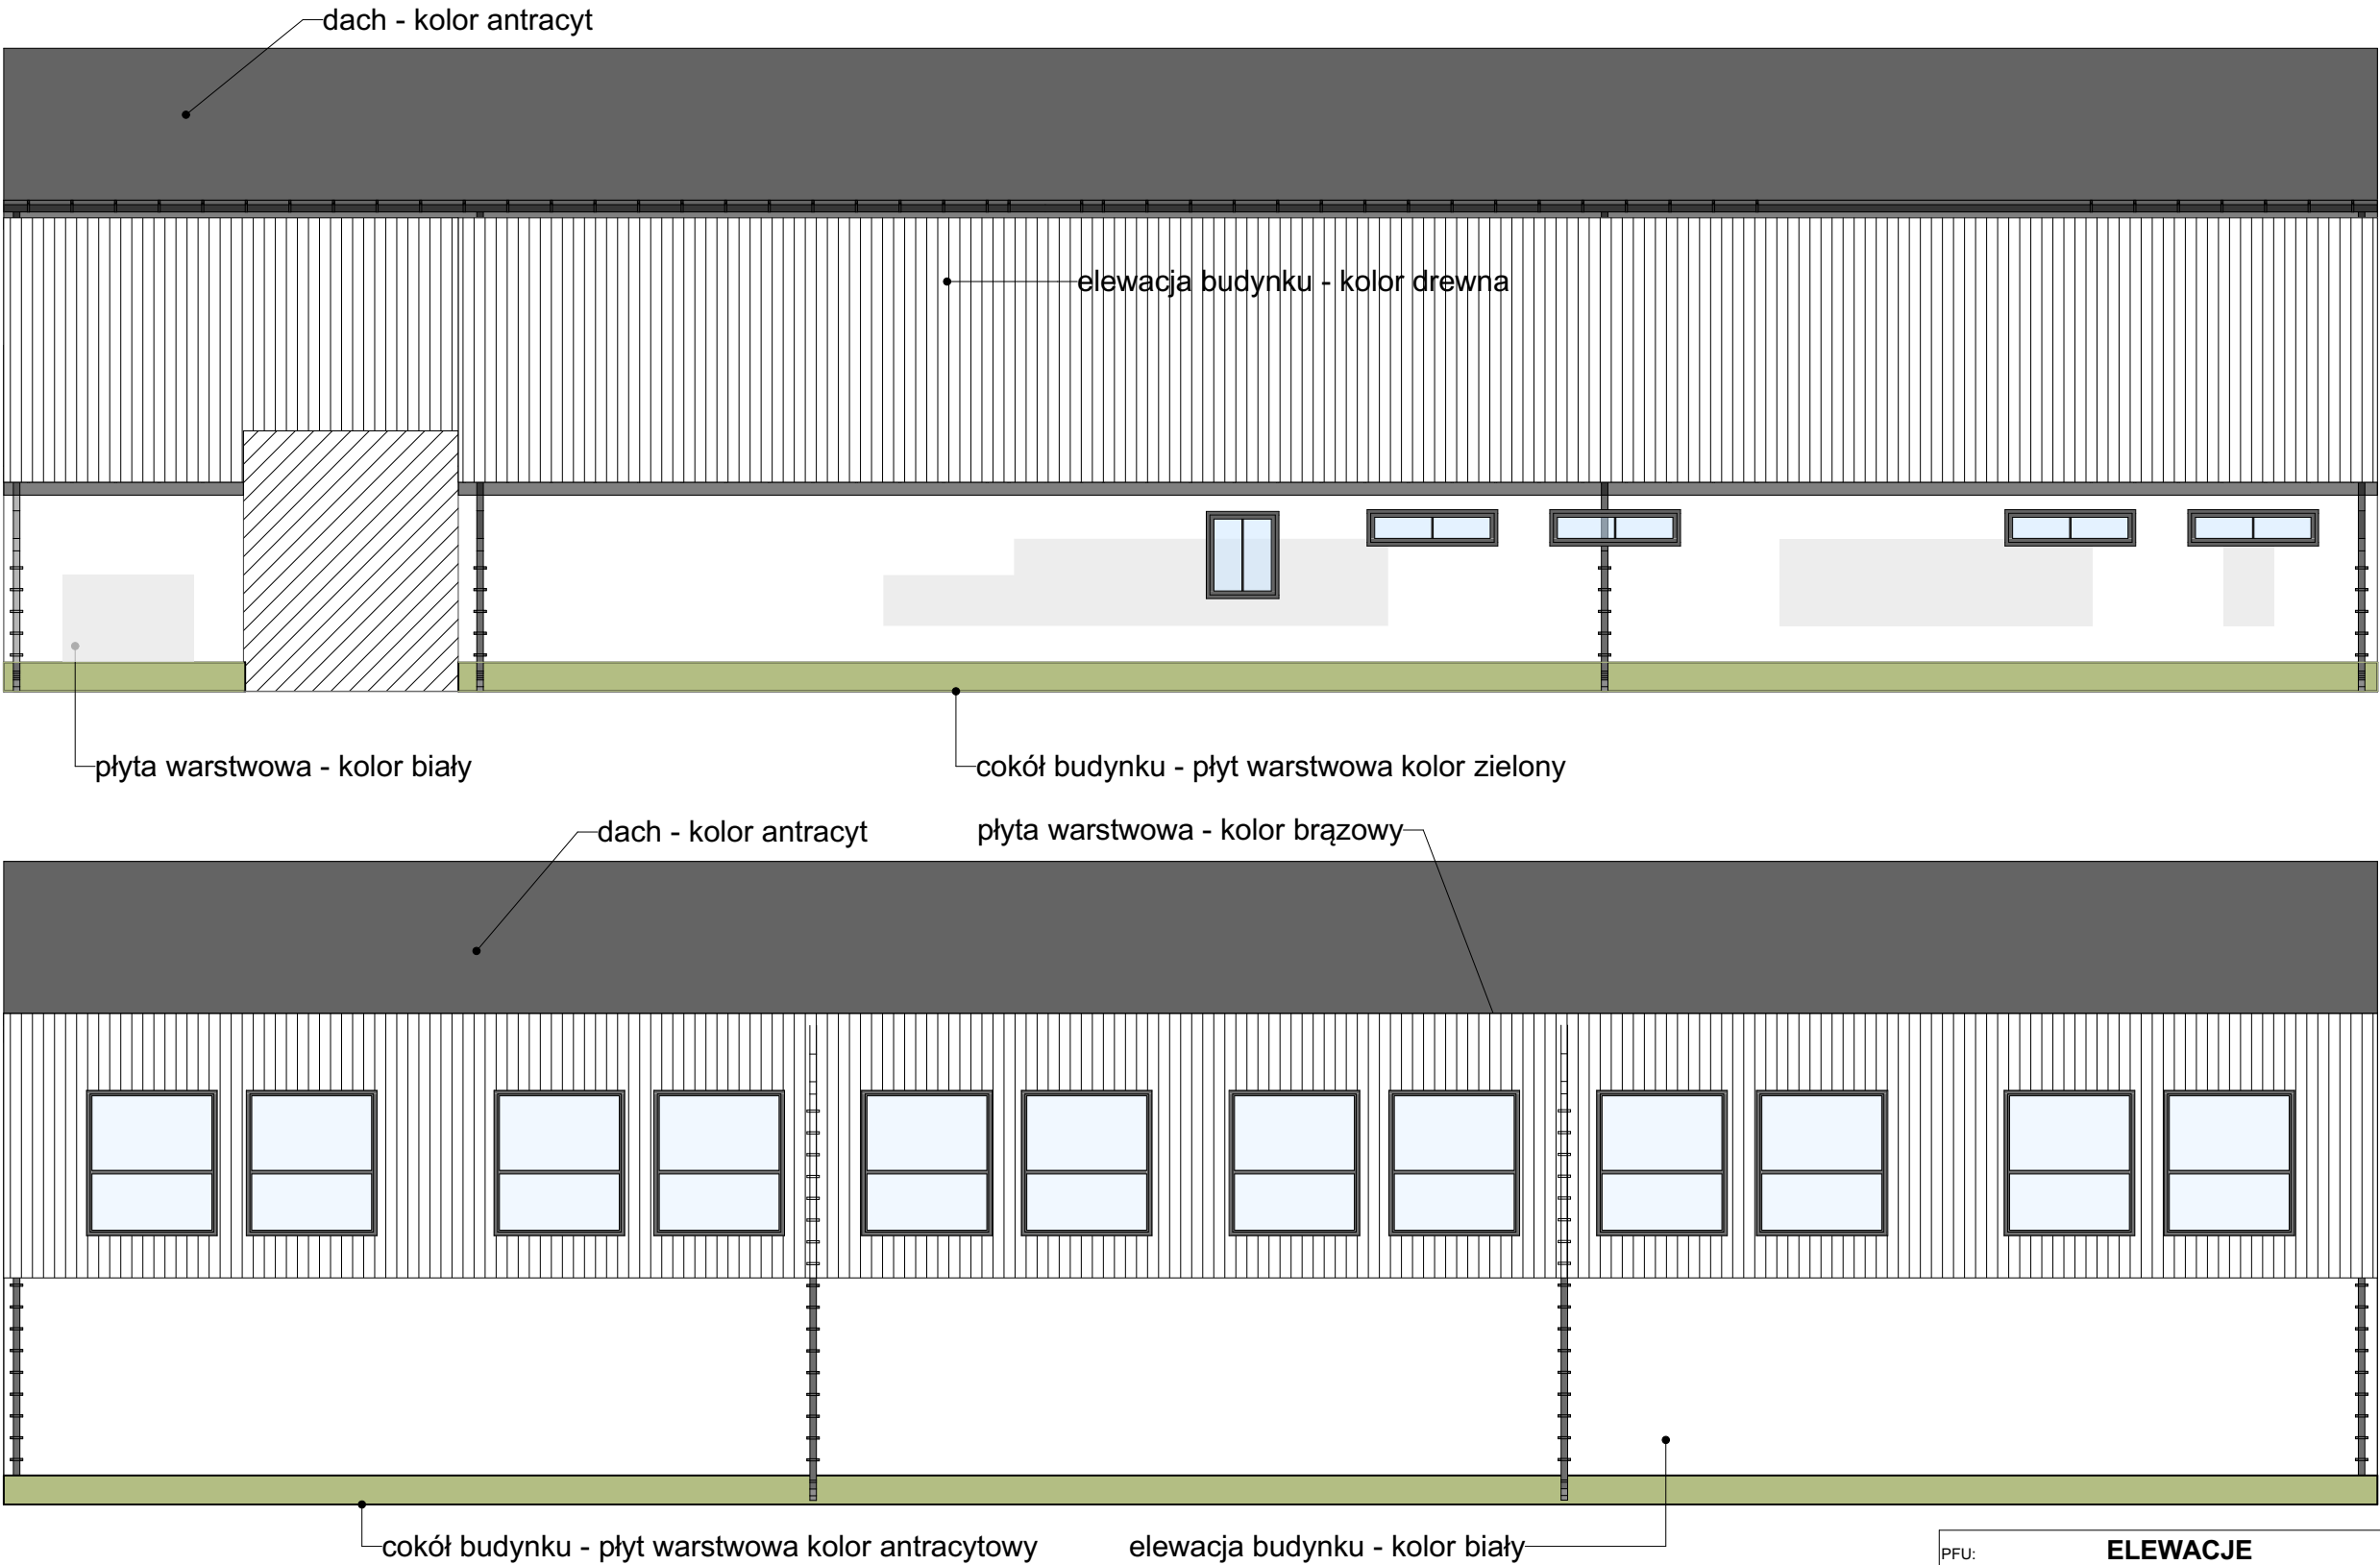 dach - kolor antracyt
elewacja budynku - kolor drewna
płyta warstwowa - kolor biały
cokół budynku - płyt warstwowa kolor zielony
dach - kolor antracyt
płyta warstwowa - kolor brązowy
cokół budynku - płyt warstwowa kolor antracytowy
elewacja budynku - kolor biały
PFU: ELEWACJE